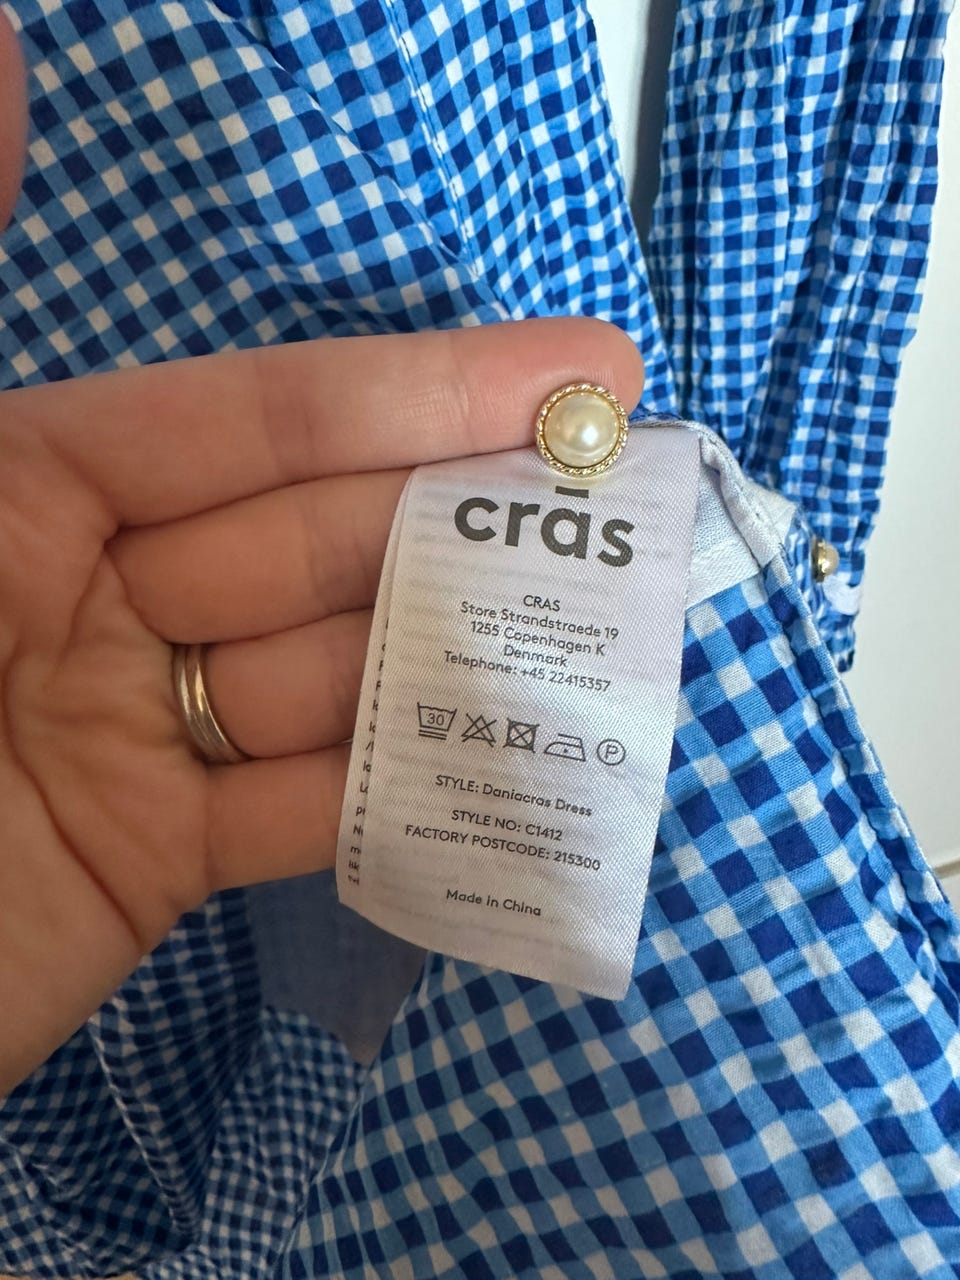 crās
CRAS
Store Strandstraede 19
1255 Copenhagen K
Denmark
Telephone: +45 22415357
30
P
STYLE: Daniacras Dress
STYLE NO: C1412
FACTORY POSTCODE: 215300
Made in China